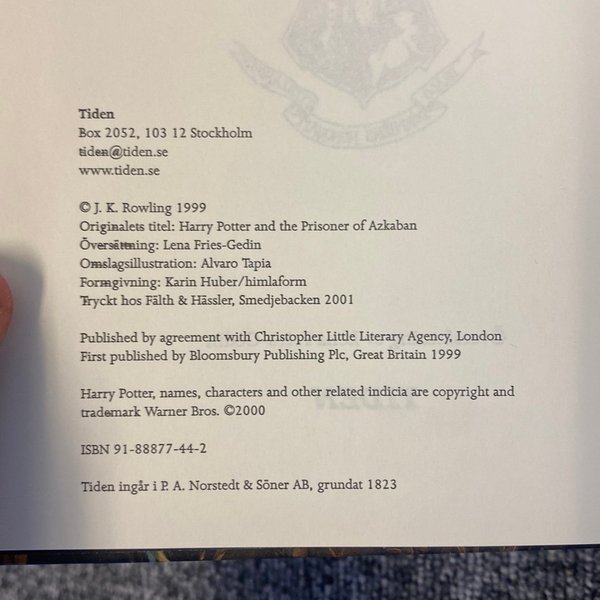 Tiden
Box 2052, 103 12 Stockholm
tiden@tiden.se
www.tiden.se
© J. K. Rowling 1999
Originalets titel: Harry Potter and the Prisoner of Azkaban
Översättning: Lena Fries-Gedin
Omslagsillustration: Alvaro Tapia
Formgivning: Karin Huber/himlaform
Tryckt hos Fälth & Hässler, Smedjebacken 2001
Published by agreement with Christopher Little Literary Agency, London
First published by Bloomsbury Publishing Plc, Great Britain 1999
Harry Potter, names, characters and other related indicia are copyright and
trademark Warner Bros. ©2000
ISBN 91-88877-44-2
Tiden ingår i P. A. Norstedt & Söner AB, grundat 1823